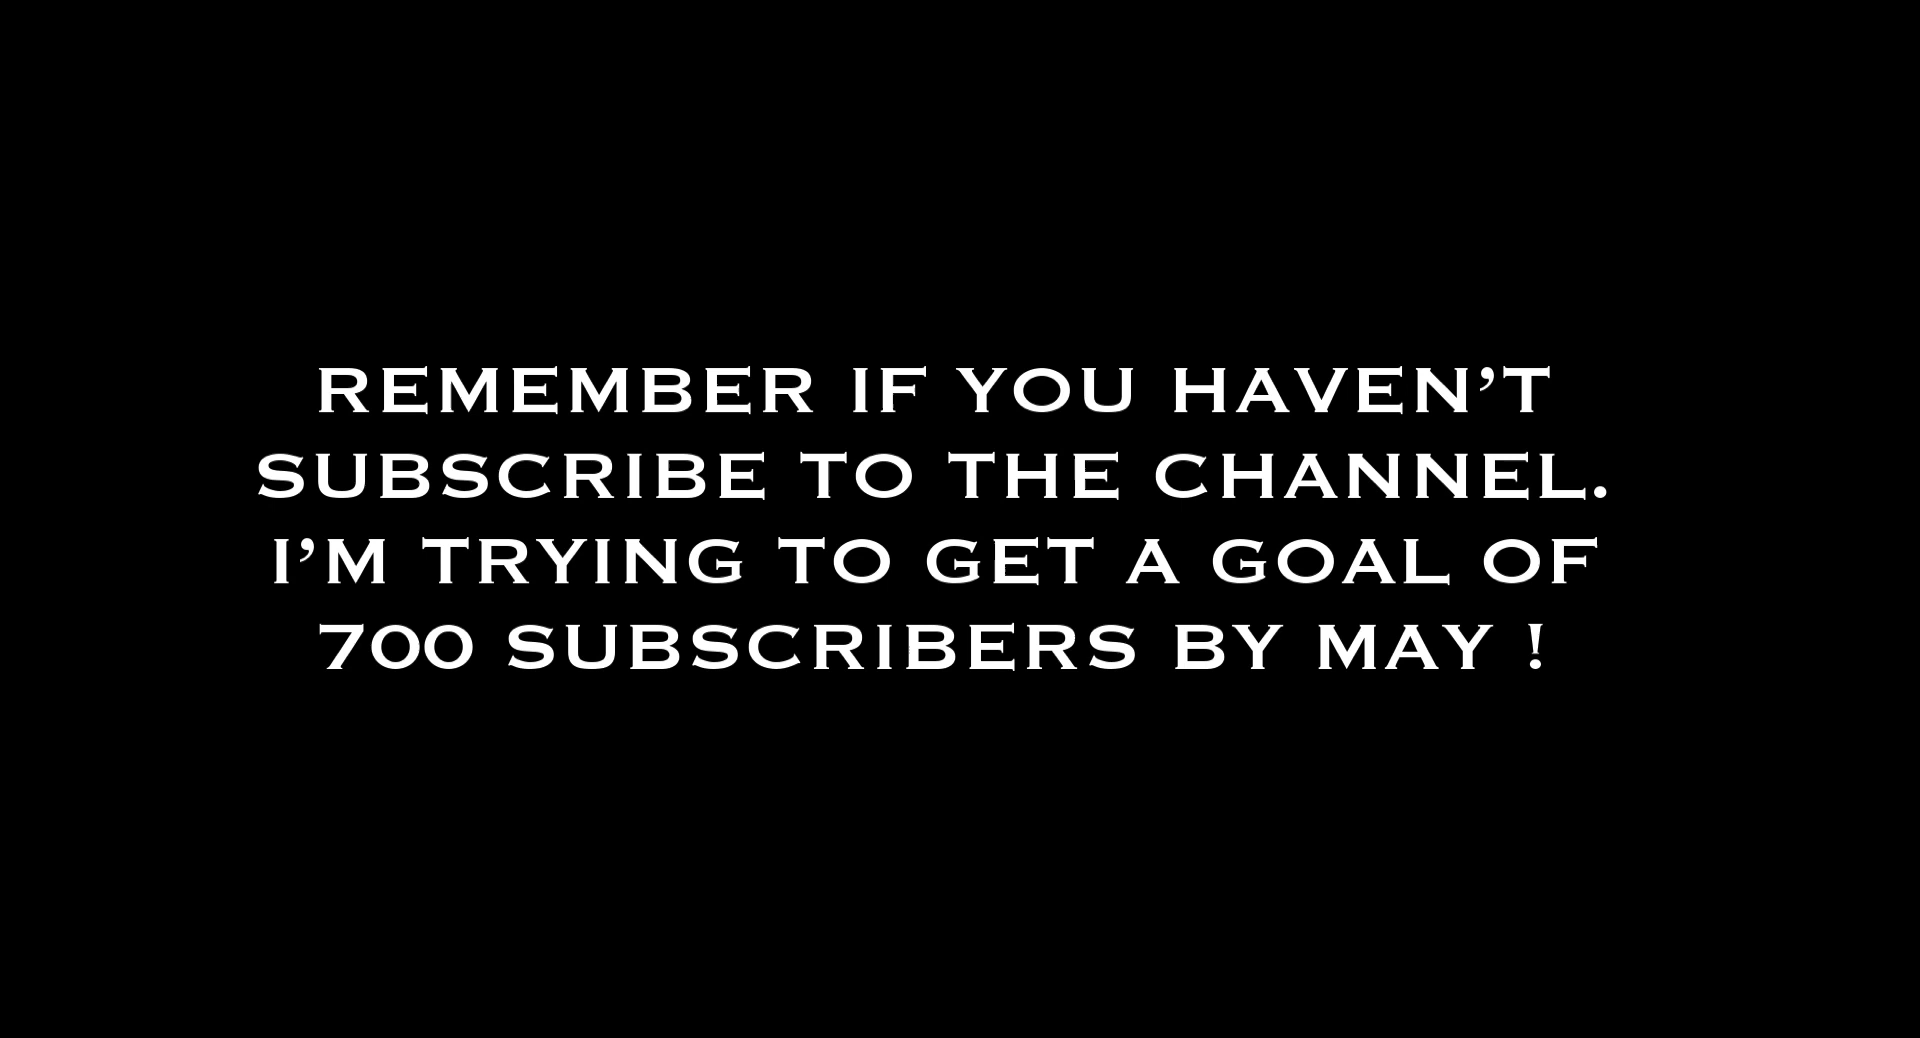 REMEMBER IF YOU HAVEN’T
SUBSCRIBE TO THE CHANNEL.
I’M TRYING TO GET A GOAL OF
700 SUBSCRIBERS BY MAY !